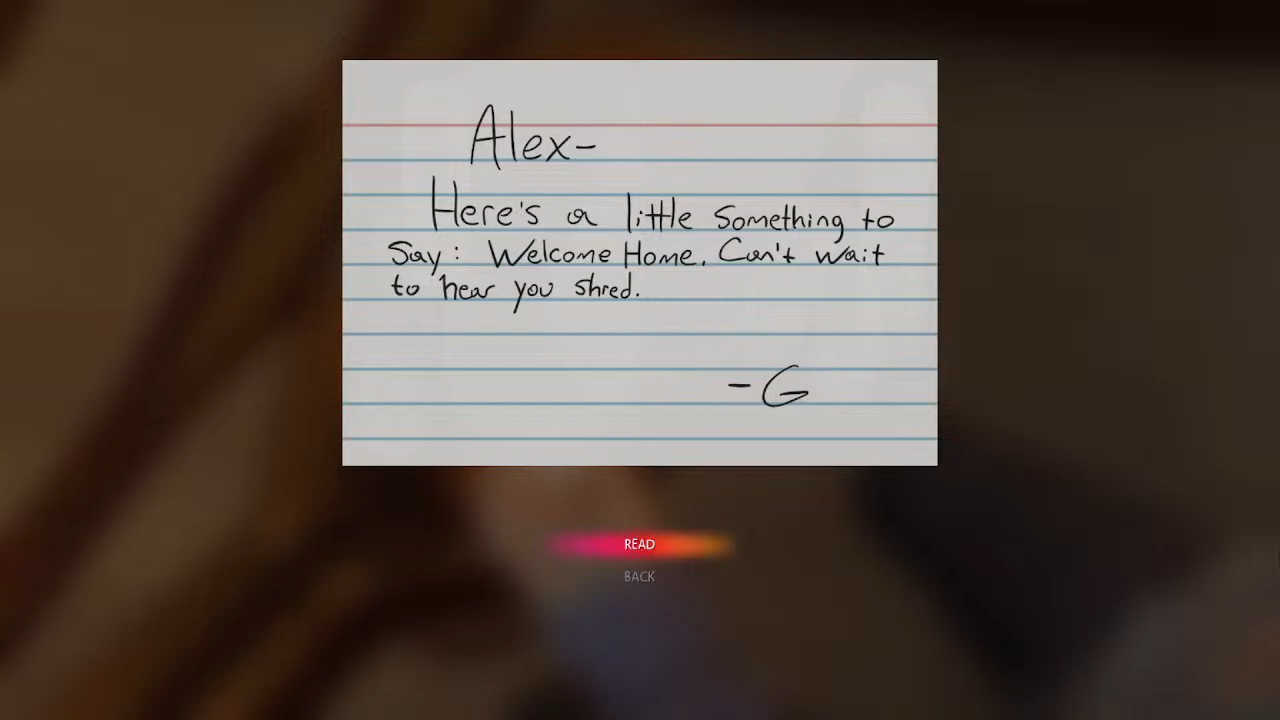 Alex-
Here's a little something to
Say: Welcome Home. Can't wait
to hear you shred.
-G
READ
BACK